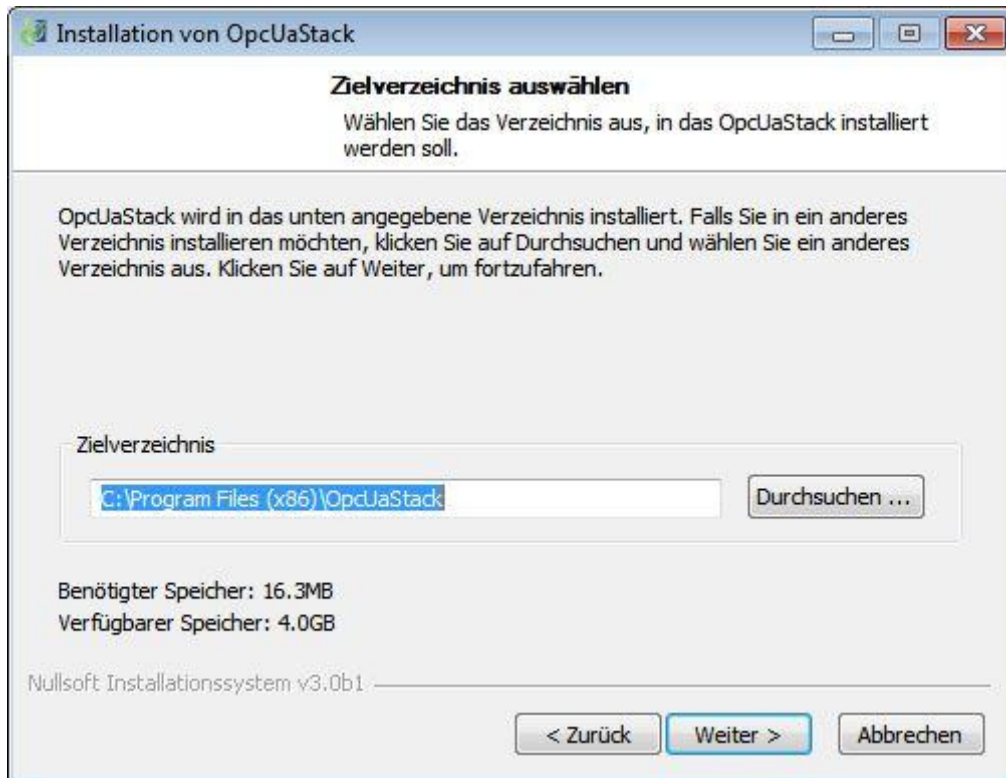 Installation von OpcUaStack
Zielverzeichnis auswählen
Wählen Sie das Verzeichnis aus, in das OpcUaStack installiert
werden soll.
OpcUaStack wird in das unten angegebene Verzeichnis installiert. Falls Sie in ein anderes
Verzeichnis installieren möchten, klicken Sie auf Durchsuchen und wählen Sie ein anderes
Verzeichnis aus. Klicken Sie auf Weiter, um fortzufahren.
Zielverzeichnis
C:\Program Files (x86)\OpcUaStack
Durchsuchen ...
Benötigter Speicher: 16.3MB
Verfügbarer Speicher: 4.0GB
Nullsoft Installationssystem v3.0b1
< Zurück
Weiter >
Abbrechen